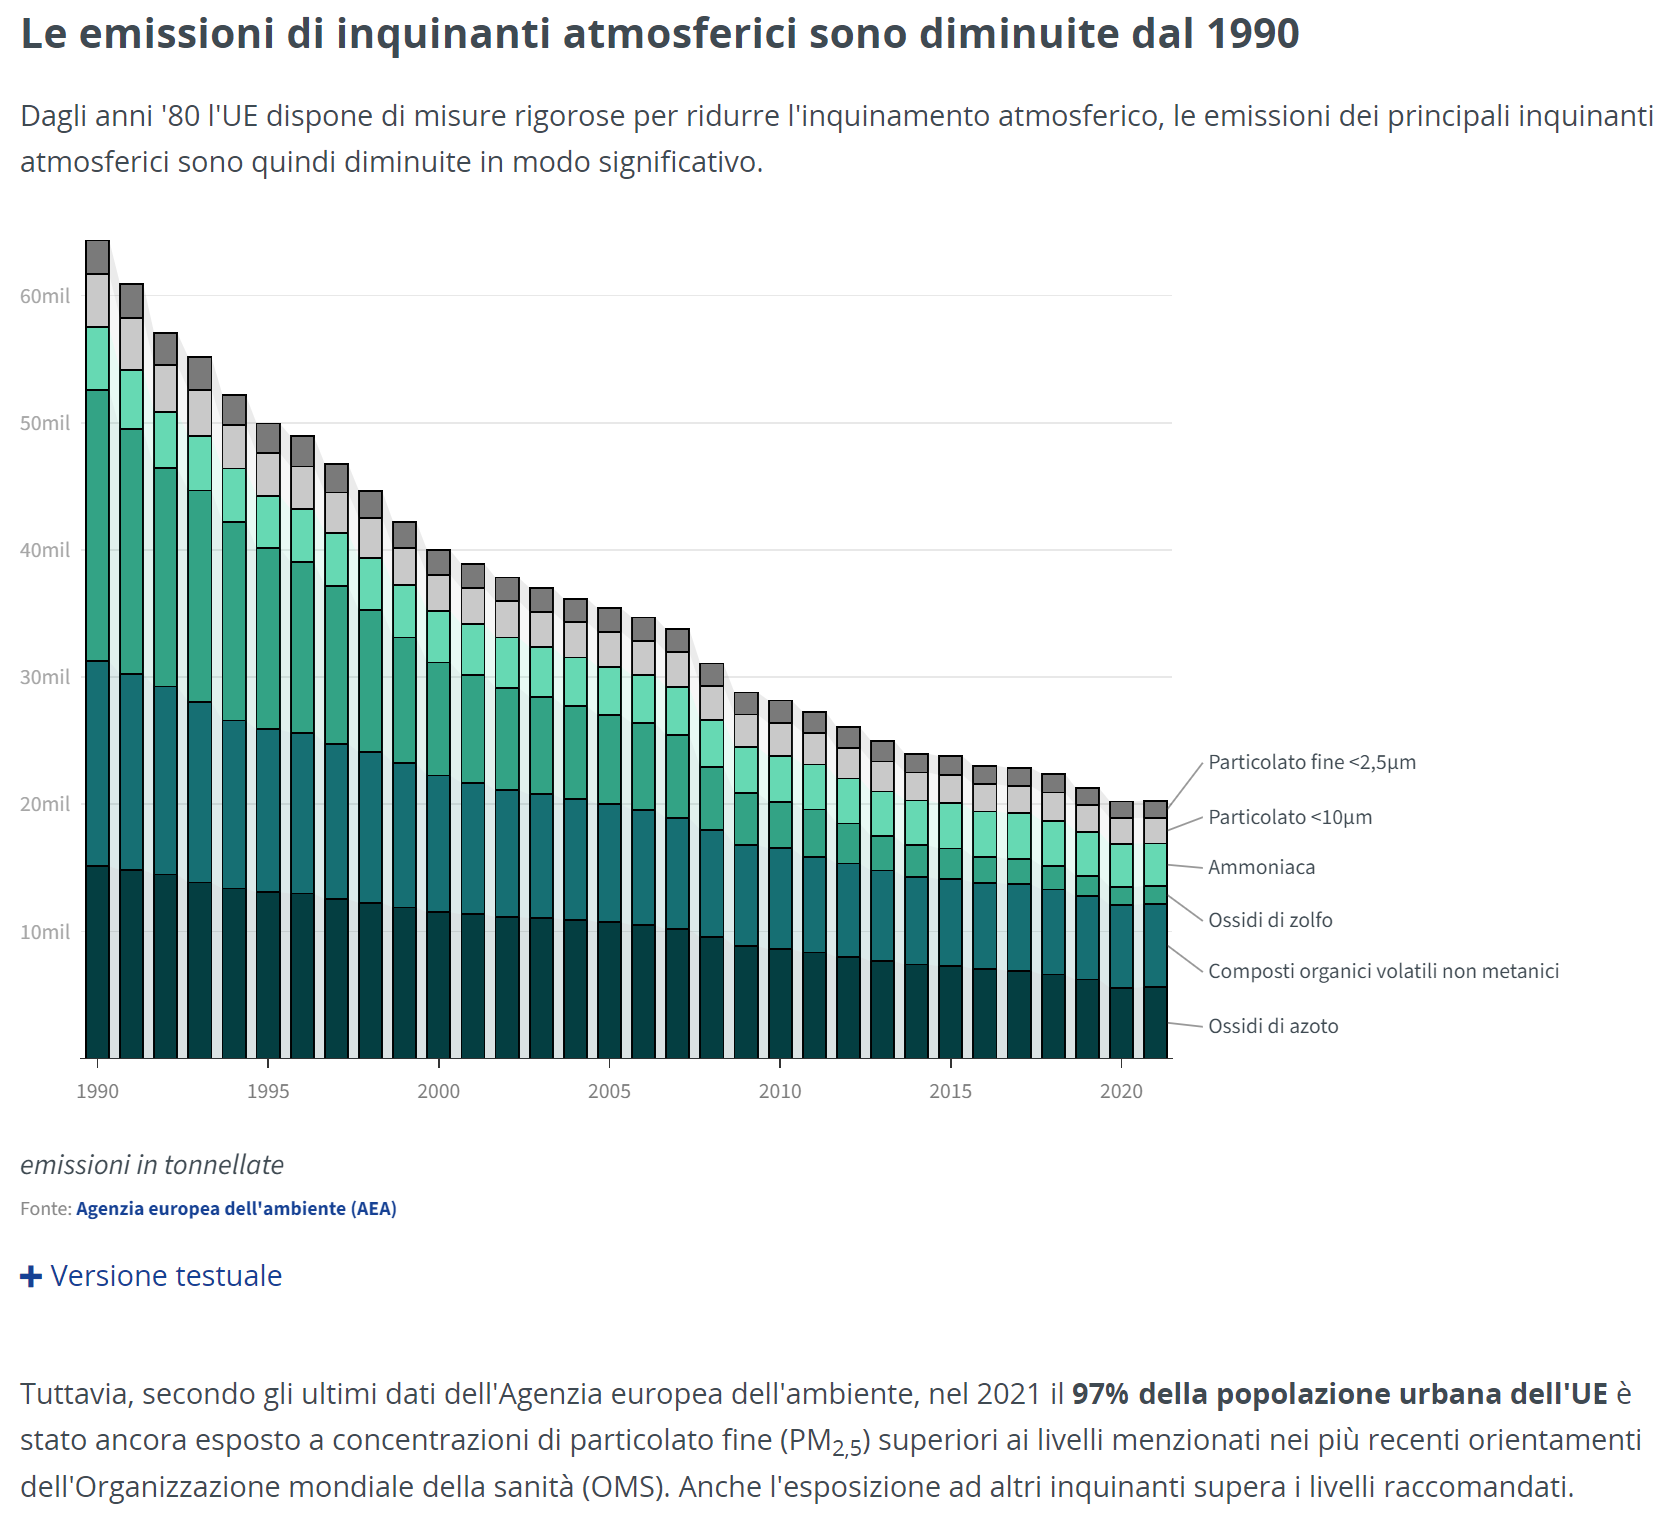 Le emissioni di inquinanti atmosferici sono diminuite dal 1990
Dagli anni '80 l'UE dispone di misure rigorose per ridurre l'inquinamento atmosferico, le emissioni dei principali inquinanti
atmosferici sono quindi diminuite in modo significativo.
60mil
50mil
40mil
30mil
20mil
10mil
Particolato fine <2,5µm
Particolato <10µm
Ammoniaca
Ossidi di zolfo
Composti organici volatili non metanici
Ossidi di azoto
1990 1995 2000 2005 2010 2015 2020
emissioni in tonnellate
Fonte: Agenzia europea dell'ambiente (AEA)
+ Versione testuale
Tuttavia, secondo gli ultimi dati dell'Agenzia europea dell'ambiente, nel 2021 il 97% della popolazione urbana dell'UE è
stato ancora esposto a concentrazioni di particolato fine (PM2,5) superiori ai livelli menzionati nei più recenti orientamenti
dell'Organizzazione mondiale della sanità (OMS). Anche l'esposizione ad altri inquinanti supera i livelli raccomandati.